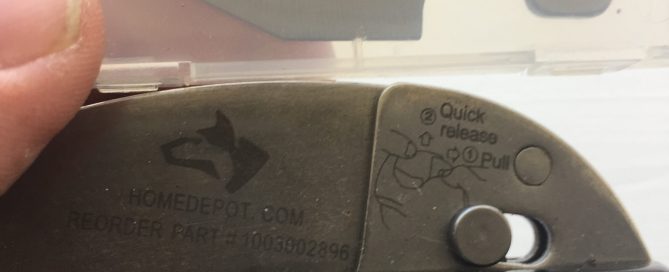 HOMEDEPOT. COM
REORDER PART #1003002896
② Quick
release
① Pull